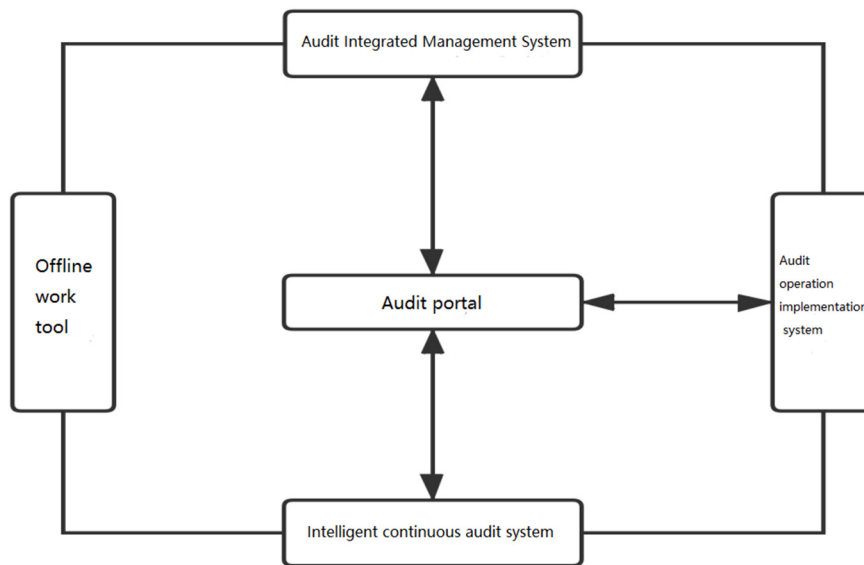 Audit Integrated Management System
Offline
work
tool
Audit portal
Audit
operation
implementation
system
Intelligent continuous audit system